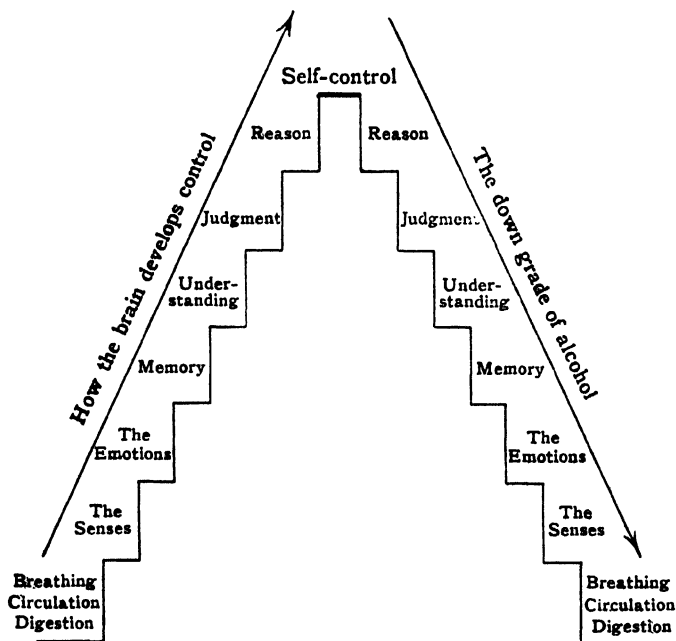 Self-control
How the brain develops control
The down grade of alcohol
Reason
Reason
Judgment
Judgment
Under-
standing
Under-
standing
Memory
Memory
The
Emotions
The
Emotions
The
Senses
The
Senses
Breathing
Circulation
Digestion
Breathing
Circulation
Digestion